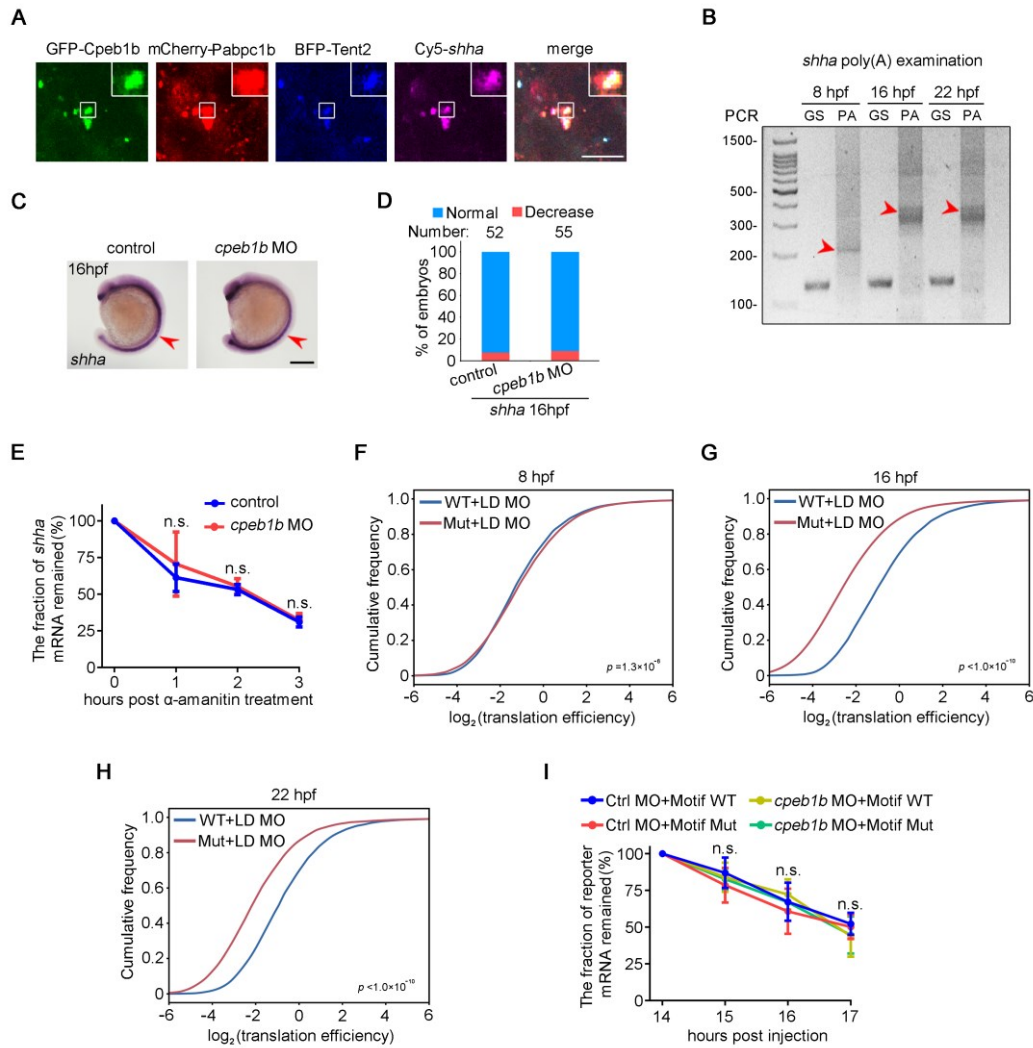 A
GFP-Cpeb1b mCherry-Pabpc1b BFP-Tent2 Cy5-shha merge
B
shha poly(A) examination
8 hpf 16 hpf 22 hpf
PCR GS PA GS PA GS PA
1500-
500-
300-
200-
100-
C
control cpeb1b MO
16hpf
shha
D
Normal Decrease
Number: 52 55
% of embryos
100
80
60
40
20
0
control cpeb1b MO
shha 16hpf
E
control
cpeb1b MO
The fraction of shha
mRNA remained (%)
100
75
50
25
0
n.s.
n.s.
n.s.
0 1 2 3
hours post α-amanitin treatment
F
8 hpf
WT+LD MO
Mut+LD MO
Cumulative frequency
1.0
0.8
0.6
0.4
0.2
0
p =1.3×10⁻⁶
-6 -4 -2 0 2 4 6
log₂(translation efficiency)
G
16 hpf
WT+LD MO
Mut+LD MO
Cumulative frequency
1.0
0.8
0.6
0.4
0.2
0
p <1.0×10⁻¹⁰
-6 -4 -2 0 2 4 6
log₂(translation efficiency)
H
22 hpf
WT+LD MO
Mut+LD MO
Cumulative frequency
1.0
0.8
0.6
0.4
0.2
0
p <1.0×10⁻¹⁰
-6 -4 -2 0 2 4 6
log₂(translation efficiency)
I
Ctrl MO+Motif WT cpeb1b MO+Motif WT
Ctrl MO+Motif Mut cpeb1b MO+Motif Mut
The fraction of reporter
mRNA remained (%)
100
75
50
25
0
n.s.
n.s.
n.s.
14 15 16 17
hours post injection